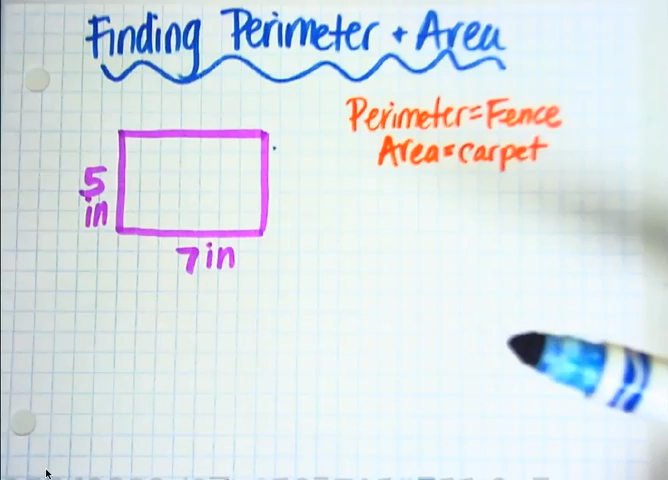 Finding Perimeter + Area
Perimeter=Fence
Area=carpet
5
in
7in